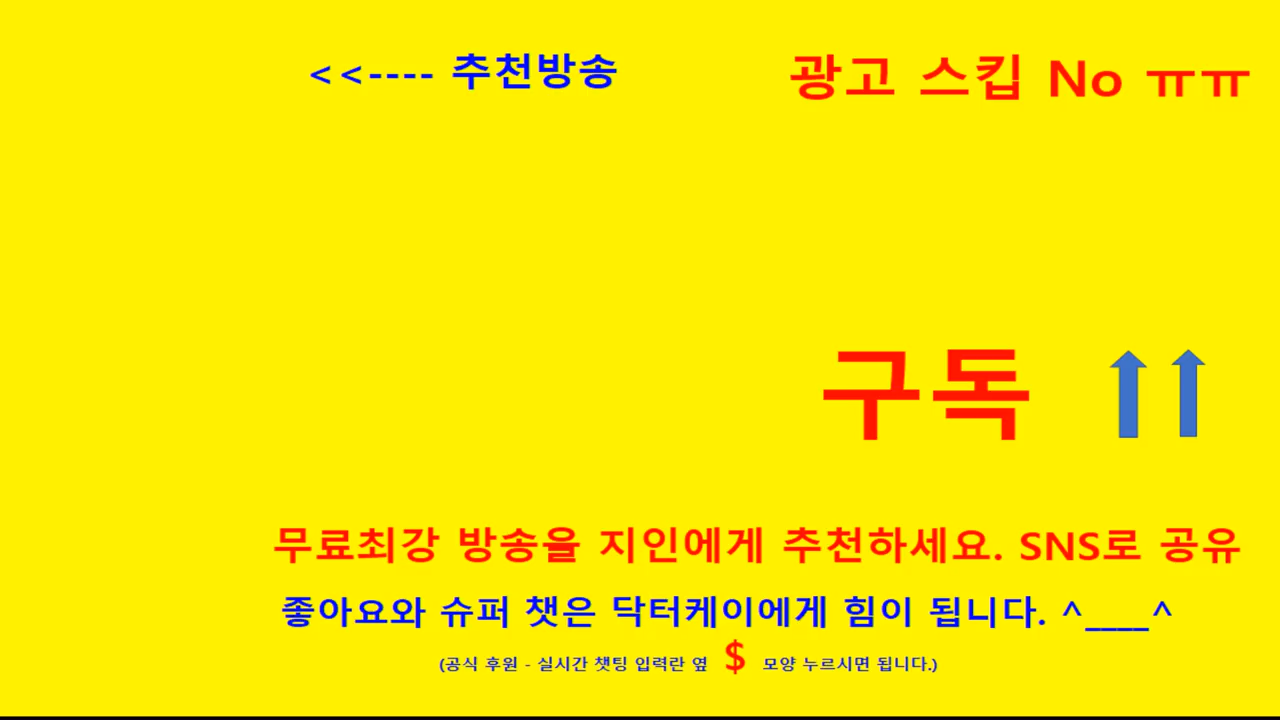 <<---- 추천방송
광고 스킵 No ㅠㅠ
구독
무료최강 방송을 지인에게 추천하세요. SNS로 공유
좋아요와 슈퍼 챗은 닥터케이에게 힘이 됩니다. ^____^
(공식 후원 - 실시간 챗팅 입력란 옆 $ 모양 누르시면 됩니다.)